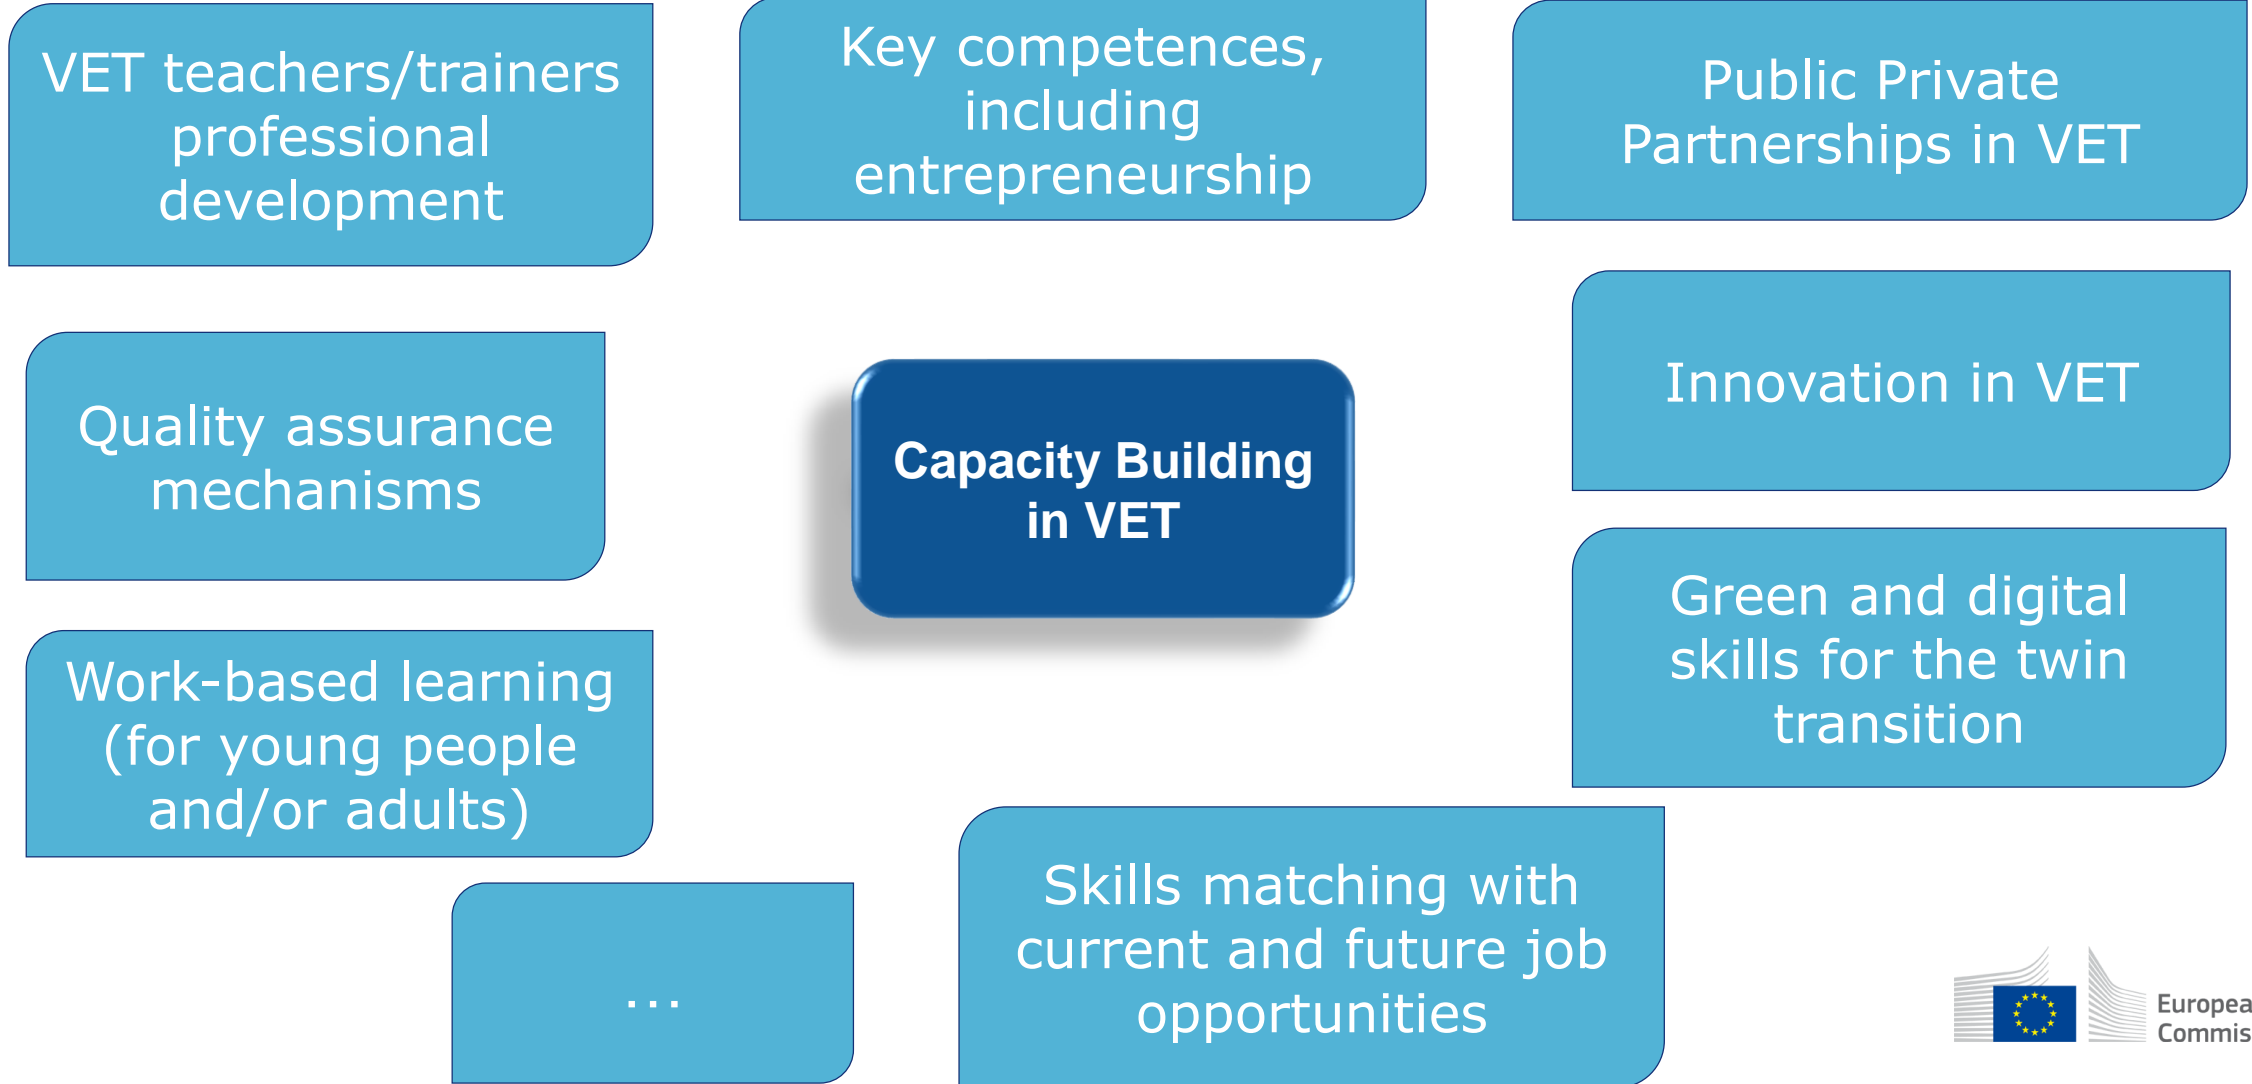 VET teachers/trainers
professional
development
Key competences,
including
entrepreneurship
Public Private
Partnerships in VET
Quality assurance
mechanisms
Capacity Building
in VET
Innovation in VET
Work-based learning
(for young people
and/or adults)
Green and digital
skills for the twin
transition
...
Skills matching with
current and future job
opportunities
Europea
Commis